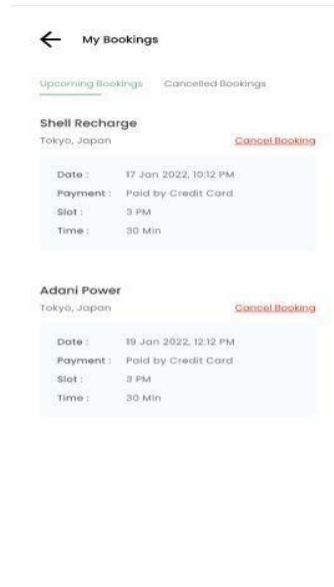 My Bookings
Upcoming Bookings Cancelled Bookings
Shell Recharge
Tokyo, Japan Cancel Booking
Date : 17 Jan 2022, 10:12 PM
Payment : Paid by Credit Card
Slot : 3 PM
Time : 30 Min
Adani Power
Tokyo, Japan Cancel Booking
Date : 19 Jan 2022, 12:12 PM
Payment : Paid by Credit Card
Slot : 3 PM
Time : 30 Min